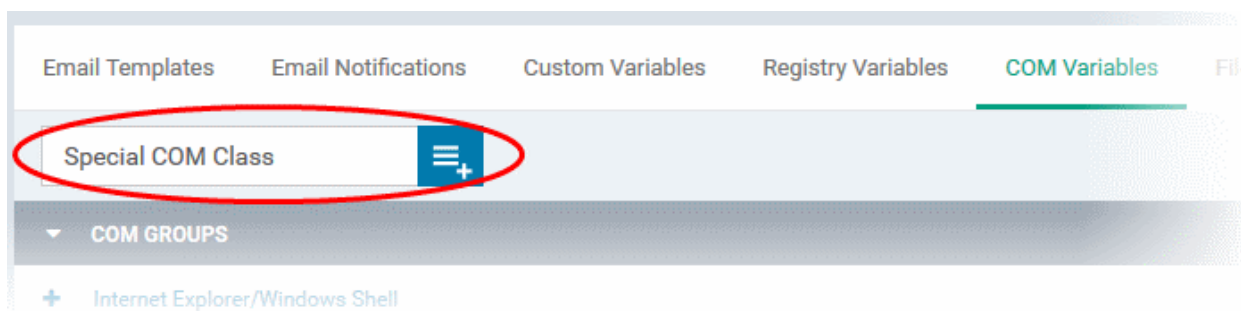 Email Templates Email Notifications Custom Variables Registry Variables COM Variables
Special COM Class
COM GROUPS
Internet Explorer/Windows Shell